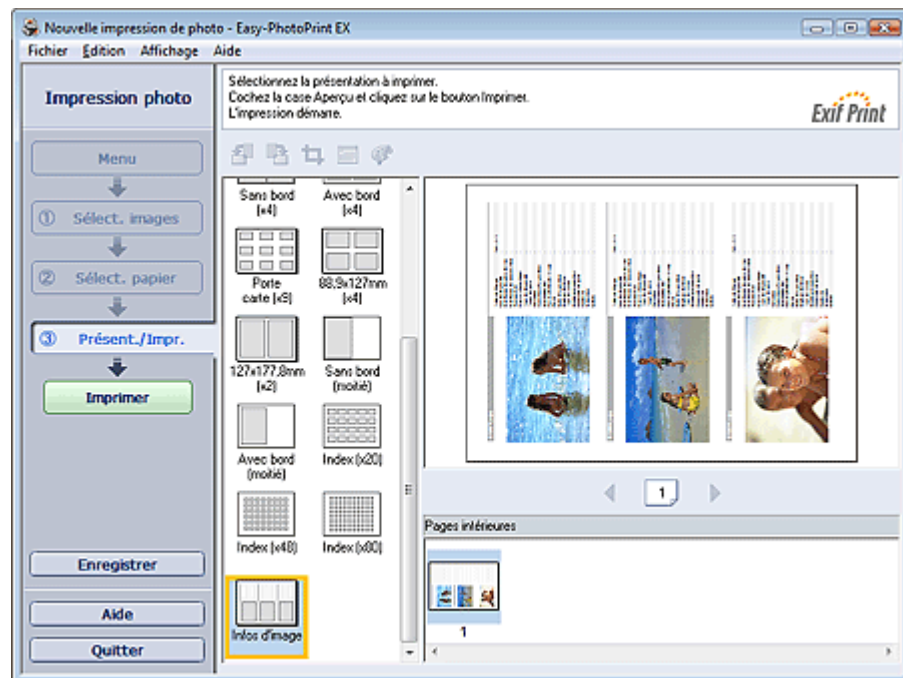 Nouvelle impression de photo - Easy-PhotoPrint EX
Fichier Édition Affichage Aide
Impression photo
Sélectionnez la présentation à imprimer.
Cochez la case Aperçu et cliquez sur le bouton Imprimer.
L'impression démarre.
Exif Print
Menu
① Sélect. images
② Sélect. papier
③ Présent./Impr.
Imprimer
Enregistrer
Aide
Quitter
Sans bord (x4)
Avec bord (x4)
Porte carte (x9)
88,9x127mm (x4)
127x177,8mm (x2)
Sans bord (moitié)
Avec bord (moitié)
Index (x20)
Index (x48)
Index (x80)
Infos d'image
1
Pages intérieures
1